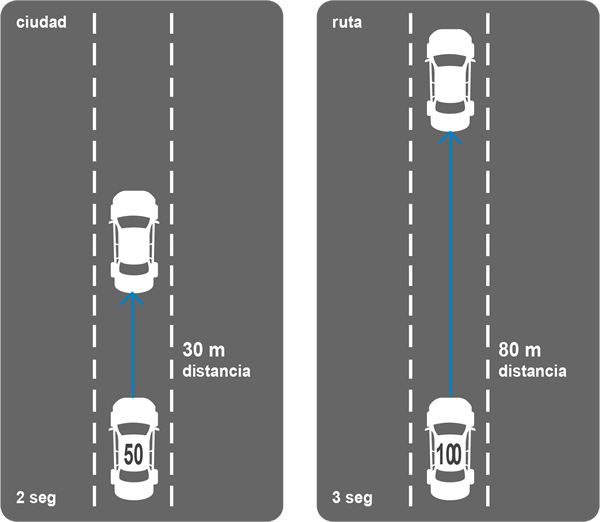 ciudad
30 m
distancia
50
2 seg
ruta
80 m
distancia
100
3 seg